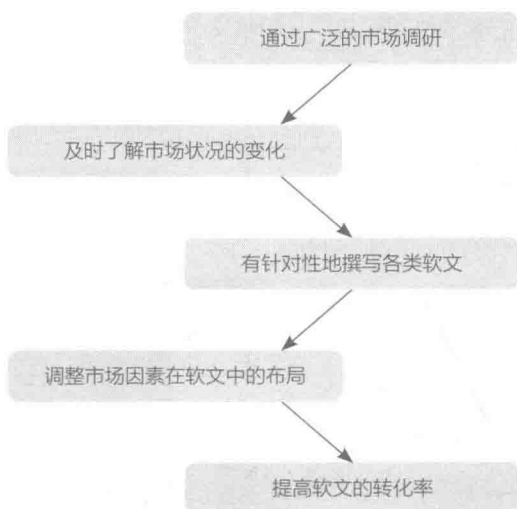 通过广泛的市场调研
及时了解市场状况的变化
有针对性地撰写各类软文
调整市场因素在软文中的布局
提高软文的转化率